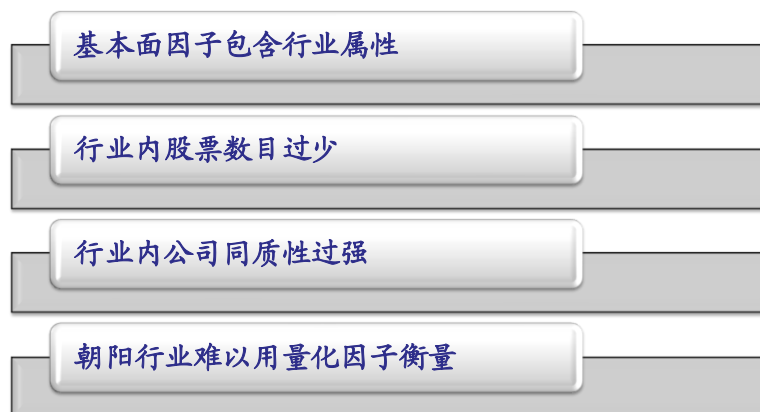 基本面因子包含行业属性
行业内股票数目过少
行业内公司同质性过强
朝阳行业难以用量化因子衡量